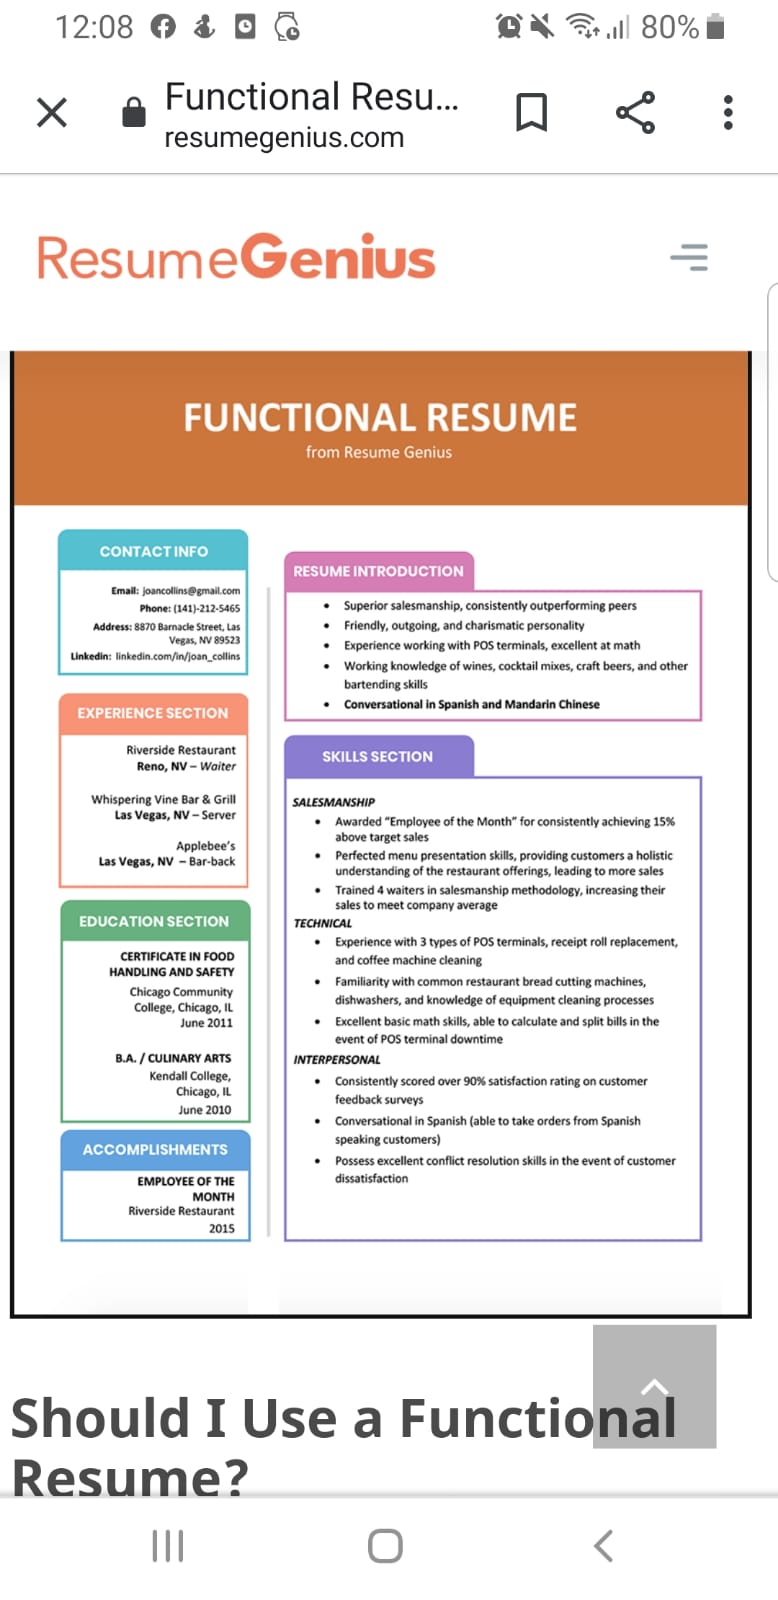 12:08
80%
Functional Resu...
resumegenius.com
ResumeGenius
FUNCTIONAL RESUME
from Resume Genius
CONTACT INFO
Email: joancollins@gmail.com
Phone: (141)-212-5465
Address: 8870 Barnacle Street, Las
Vegas, NV 89523
Linkedin: linkedin.com/in/joan_collins
EXPERIENCE SECTION
Riverside Restaurant
Reno, NV – Waiter
Whispering Vine Bar & Grill
Las Vegas, NV – Server
Applebee's
Las Vegas, NV – Bar-back
EDUCATION SECTION
CERTIFICATE IN FOOD
HANDLING AND SAFETY
Chicago Community
College, Chicago, IL
June 2011
B.A. / CULINARY ARTS
Kendall College,
Chicago, IL
June 2010
ACCOMPLISHMENTS
EMPLOYEE OF THE
MONTH
Riverside Restaurant
2015
RESUME INTRODUCTION
• Superior salesmanship, consistently outperforming peers
• Friendly, outgoing, and charismatic personality
• Experience working with POS terminals, excellent at math
• Working knowledge of wines, cocktail mixes, craft beers, and other
bartending skills
• Conversational in Spanish and Mandarin Chinese
SKILLS SECTION
SALESMANSHIP
• Awarded "Employee of the Month" for consistently achieving 15%
above target sales
• Perfected menu presentation skills, providing customers a holistic
understanding of the restaurant offerings, leading to more sales
• Trained 4 waiters in salesmanship methodology, increasing their
sales to meet company average
TECHNICAL
• Experience with 3 types of POS terminals, receipt roll replacement,
and coffee machine cleaning
• Familiarity with common restaurant bread cutting machines,
dishwashers, and knowledge of equipment cleaning processes
• Excellent basic math skills, able to calculate and split bills in the
event of POS terminal downtime
INTERPERSONAL
• Consistently scored over 90% satisfaction rating on customer
feedback surveys
• Conversational in Spanish (able to take orders from Spanish
speaking customers)
• Possess excellent conflict resolution skills in the event of customer
dissatisfaction
Should I Use a Functional
Resume?